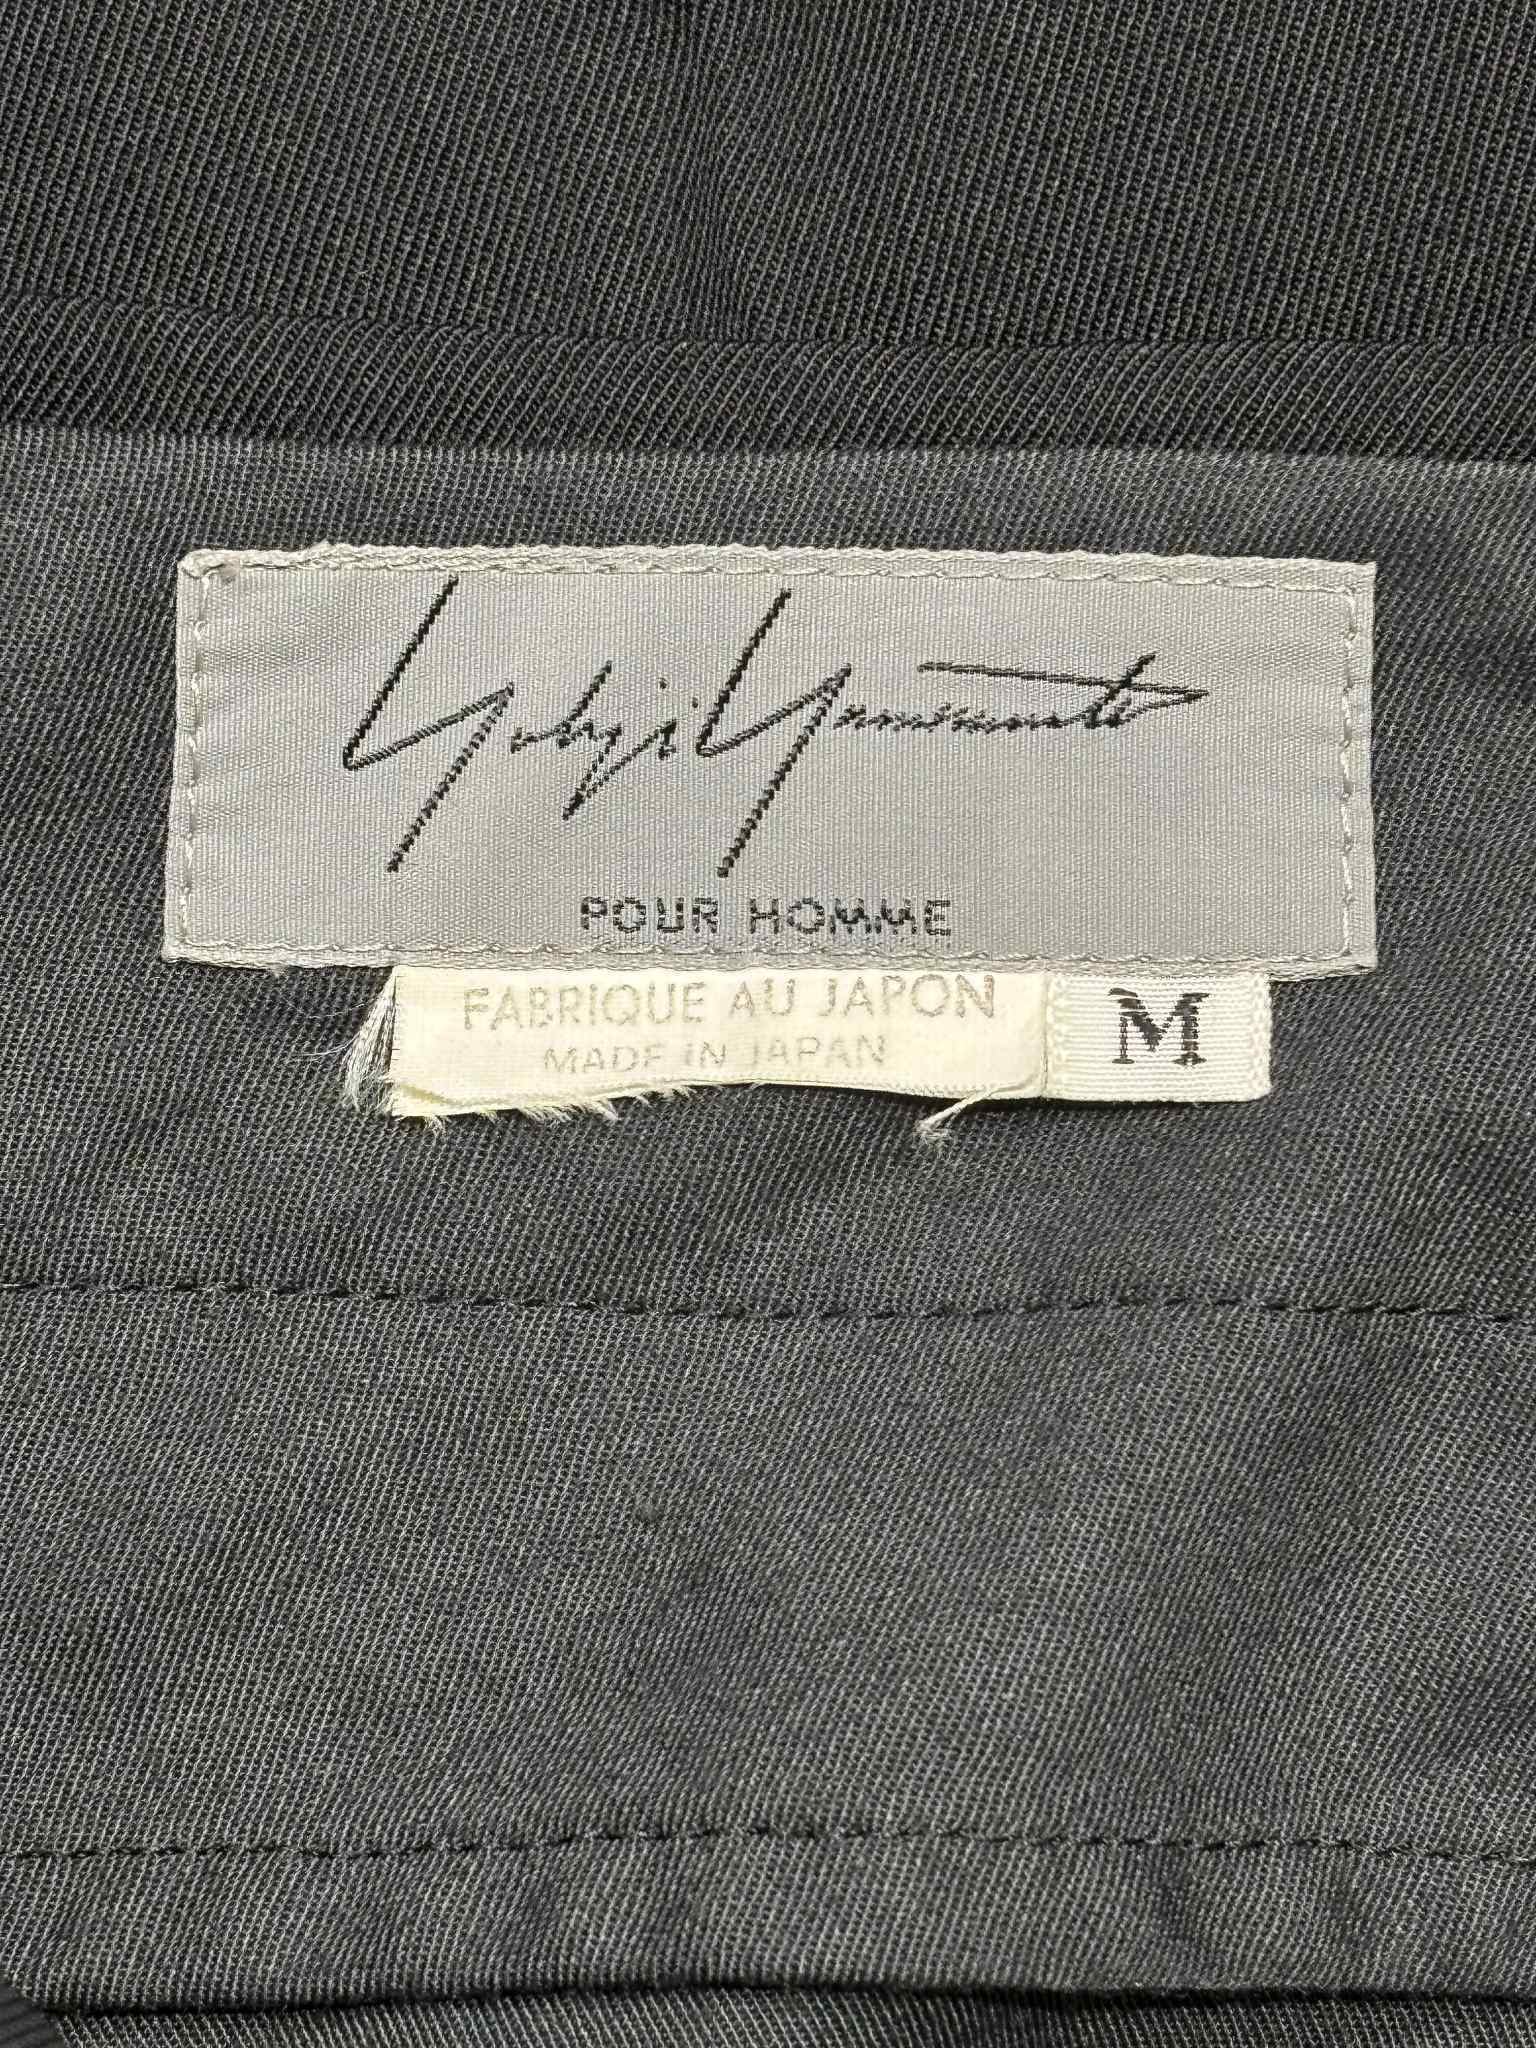 Yohji Yamamoto
POUR HOMME
FABRIQUE AU JAPON M
MADE IN JAPAN